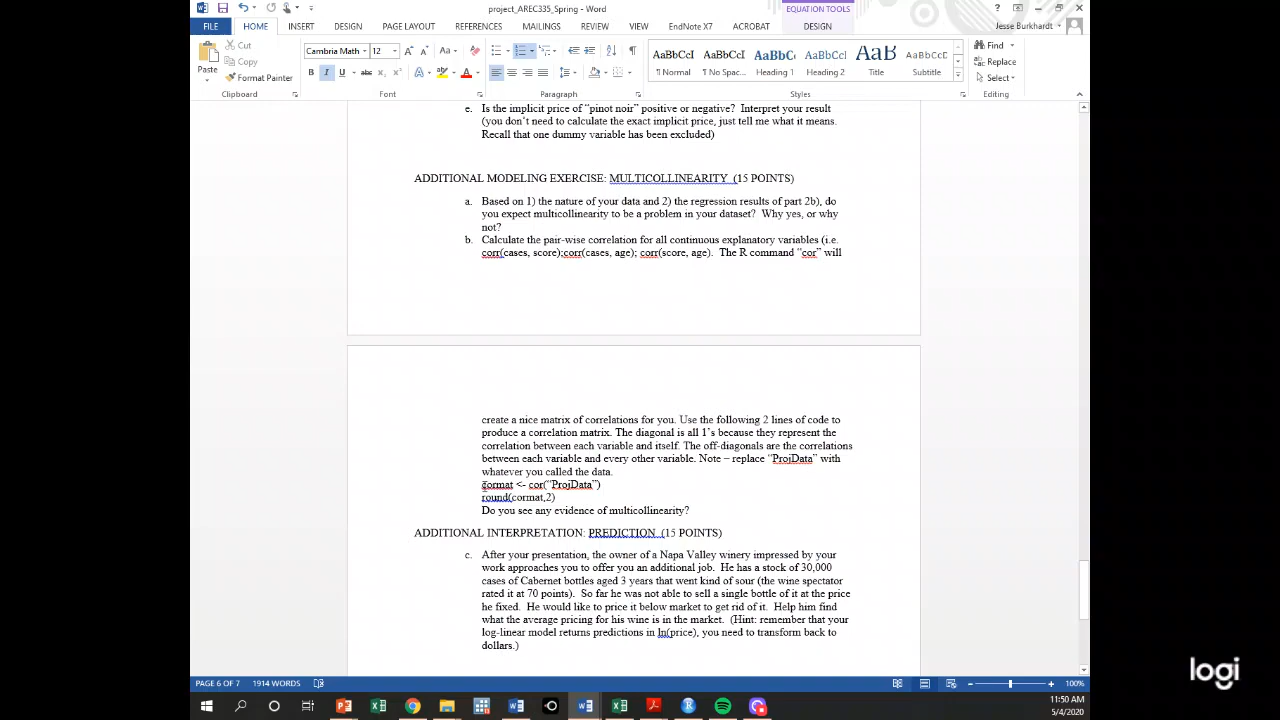 project_AREC335_Spring - Word
EQUATION TOOLS
FILE
HOME
INSERT
DESIGN
PAGE LAYOUT
REFERENCES
MAILINGS
REVIEW
VIEW
EndNote X7
ACROBAT
DESIGN
Jesse Burkhardt
Paste
Cut
Copy
Format Painter
Clipboard
Cambria Math
12
Font
Paragraph
AaBbCcI
¶ Normal
AaBbCcI
¶ No Spac...
AaBbC
Heading 1
AaBbCcI
Heading 2
AaB
Title
AaBbCcI
Subtitle
Styles
Find
Replace
Select
Editing
e. Is the implicit price of “pinot noir” positive or negative? Interpret your result
(you don’t need to calculate the exact implicit price, just tell me what it means.
Recall that one dummy variable has been excluded)
ADDITIONAL MODELING EXERCISE: MULTICOLLINEARITY (15 POINTS)
a. Based on 1) the nature of your data and 2) the regression results of part 2b), do
you expect multicollinearity to be a problem in your dataset? Why yes, or why
not?
b. Calculate the pair-wise correlation for all continuous explanatory variables (i.e.
corr(cases, score);corr(cases, age); corr(score, age). The R command “cor” will
create a nice matrix of correlations for you. Use the following 2 lines of code to
produce a correlation matrix. The diagonal is all 1’s because they represent the
correlation between each variable and itself. The off-diagonals are the correlations
between each variable and every other variable. Note – replace “ProjData” with
whatever you called the data.
cormat <- cor(“ProjData”)
round(cormat,2)
Do you see any evidence of multicollinearity?
ADDITIONAL INTERPRETATION: PREDICTION (15 POINTS)
c. After your presentation, the owner of a Napa Valley winery impressed by your
work approaches you to offer you an additional job. He has a stock of 30,000
cases of Cabernet bottles aged 3 years that went kind of sour (the wine spectator
rated it at 70 points). So far he was not able to sell a single bottle of it at the price
he fixed. He would like to price it below market to get rid of it. Help him find
what the average pricing for his wine is in the market. (Hint: remember that your
log-linear model returns predictions in ln(price), you need to transform back to
dollars.)
PAGE 6 OF 7
1914 WORDS
100%
11:50 AM
5/4/2020
logi